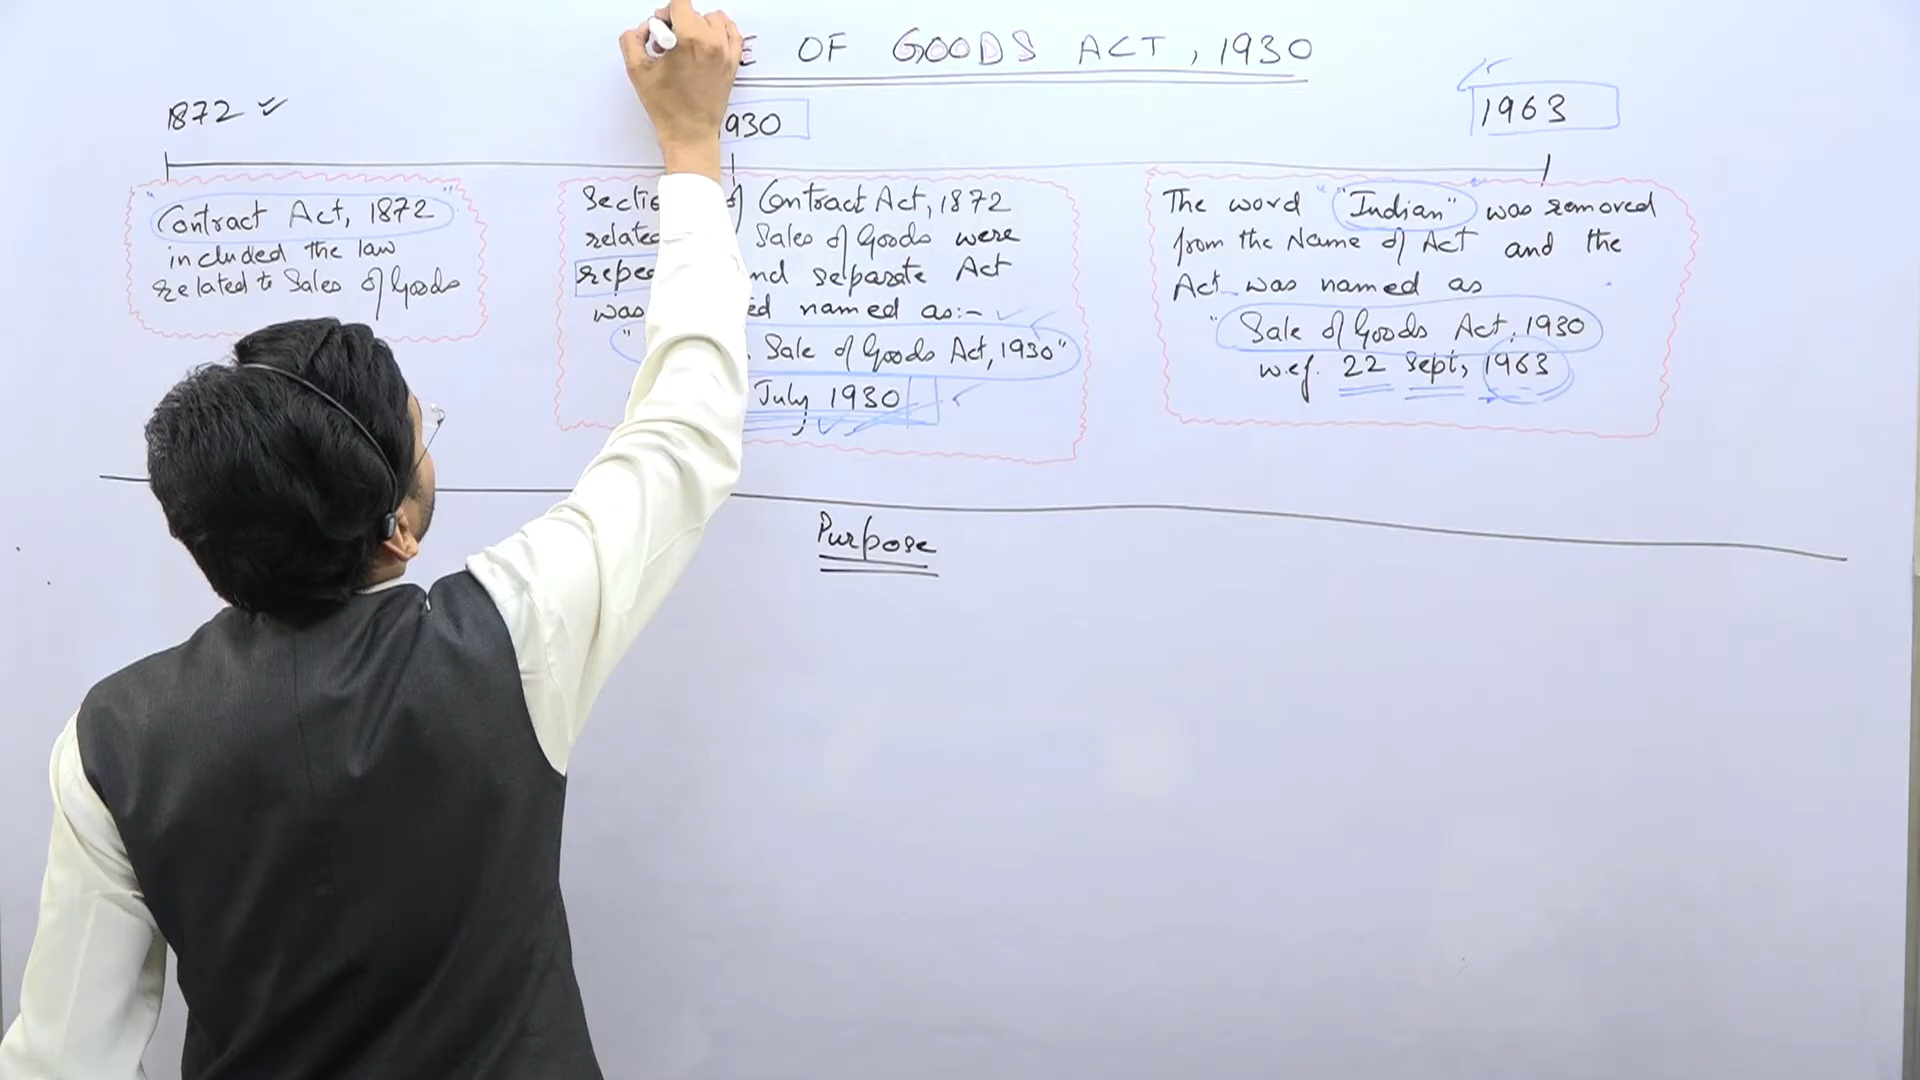 OF GOODS ACT, 1930
1872
930
1963
"Contract Act, 1872"
included the law
related to Sales of Goods
of Contract Act, 1872
Sales of Goods were
nd separate Act
was ed named as:-
" Sale of Goods Act, 1930"
July 1930
The word "Indian" was removed
from the Name of Act and the
Act was named as
"Sale of Goods Act, 1930
w.e.f. 22 Sept, 1963
Purpose